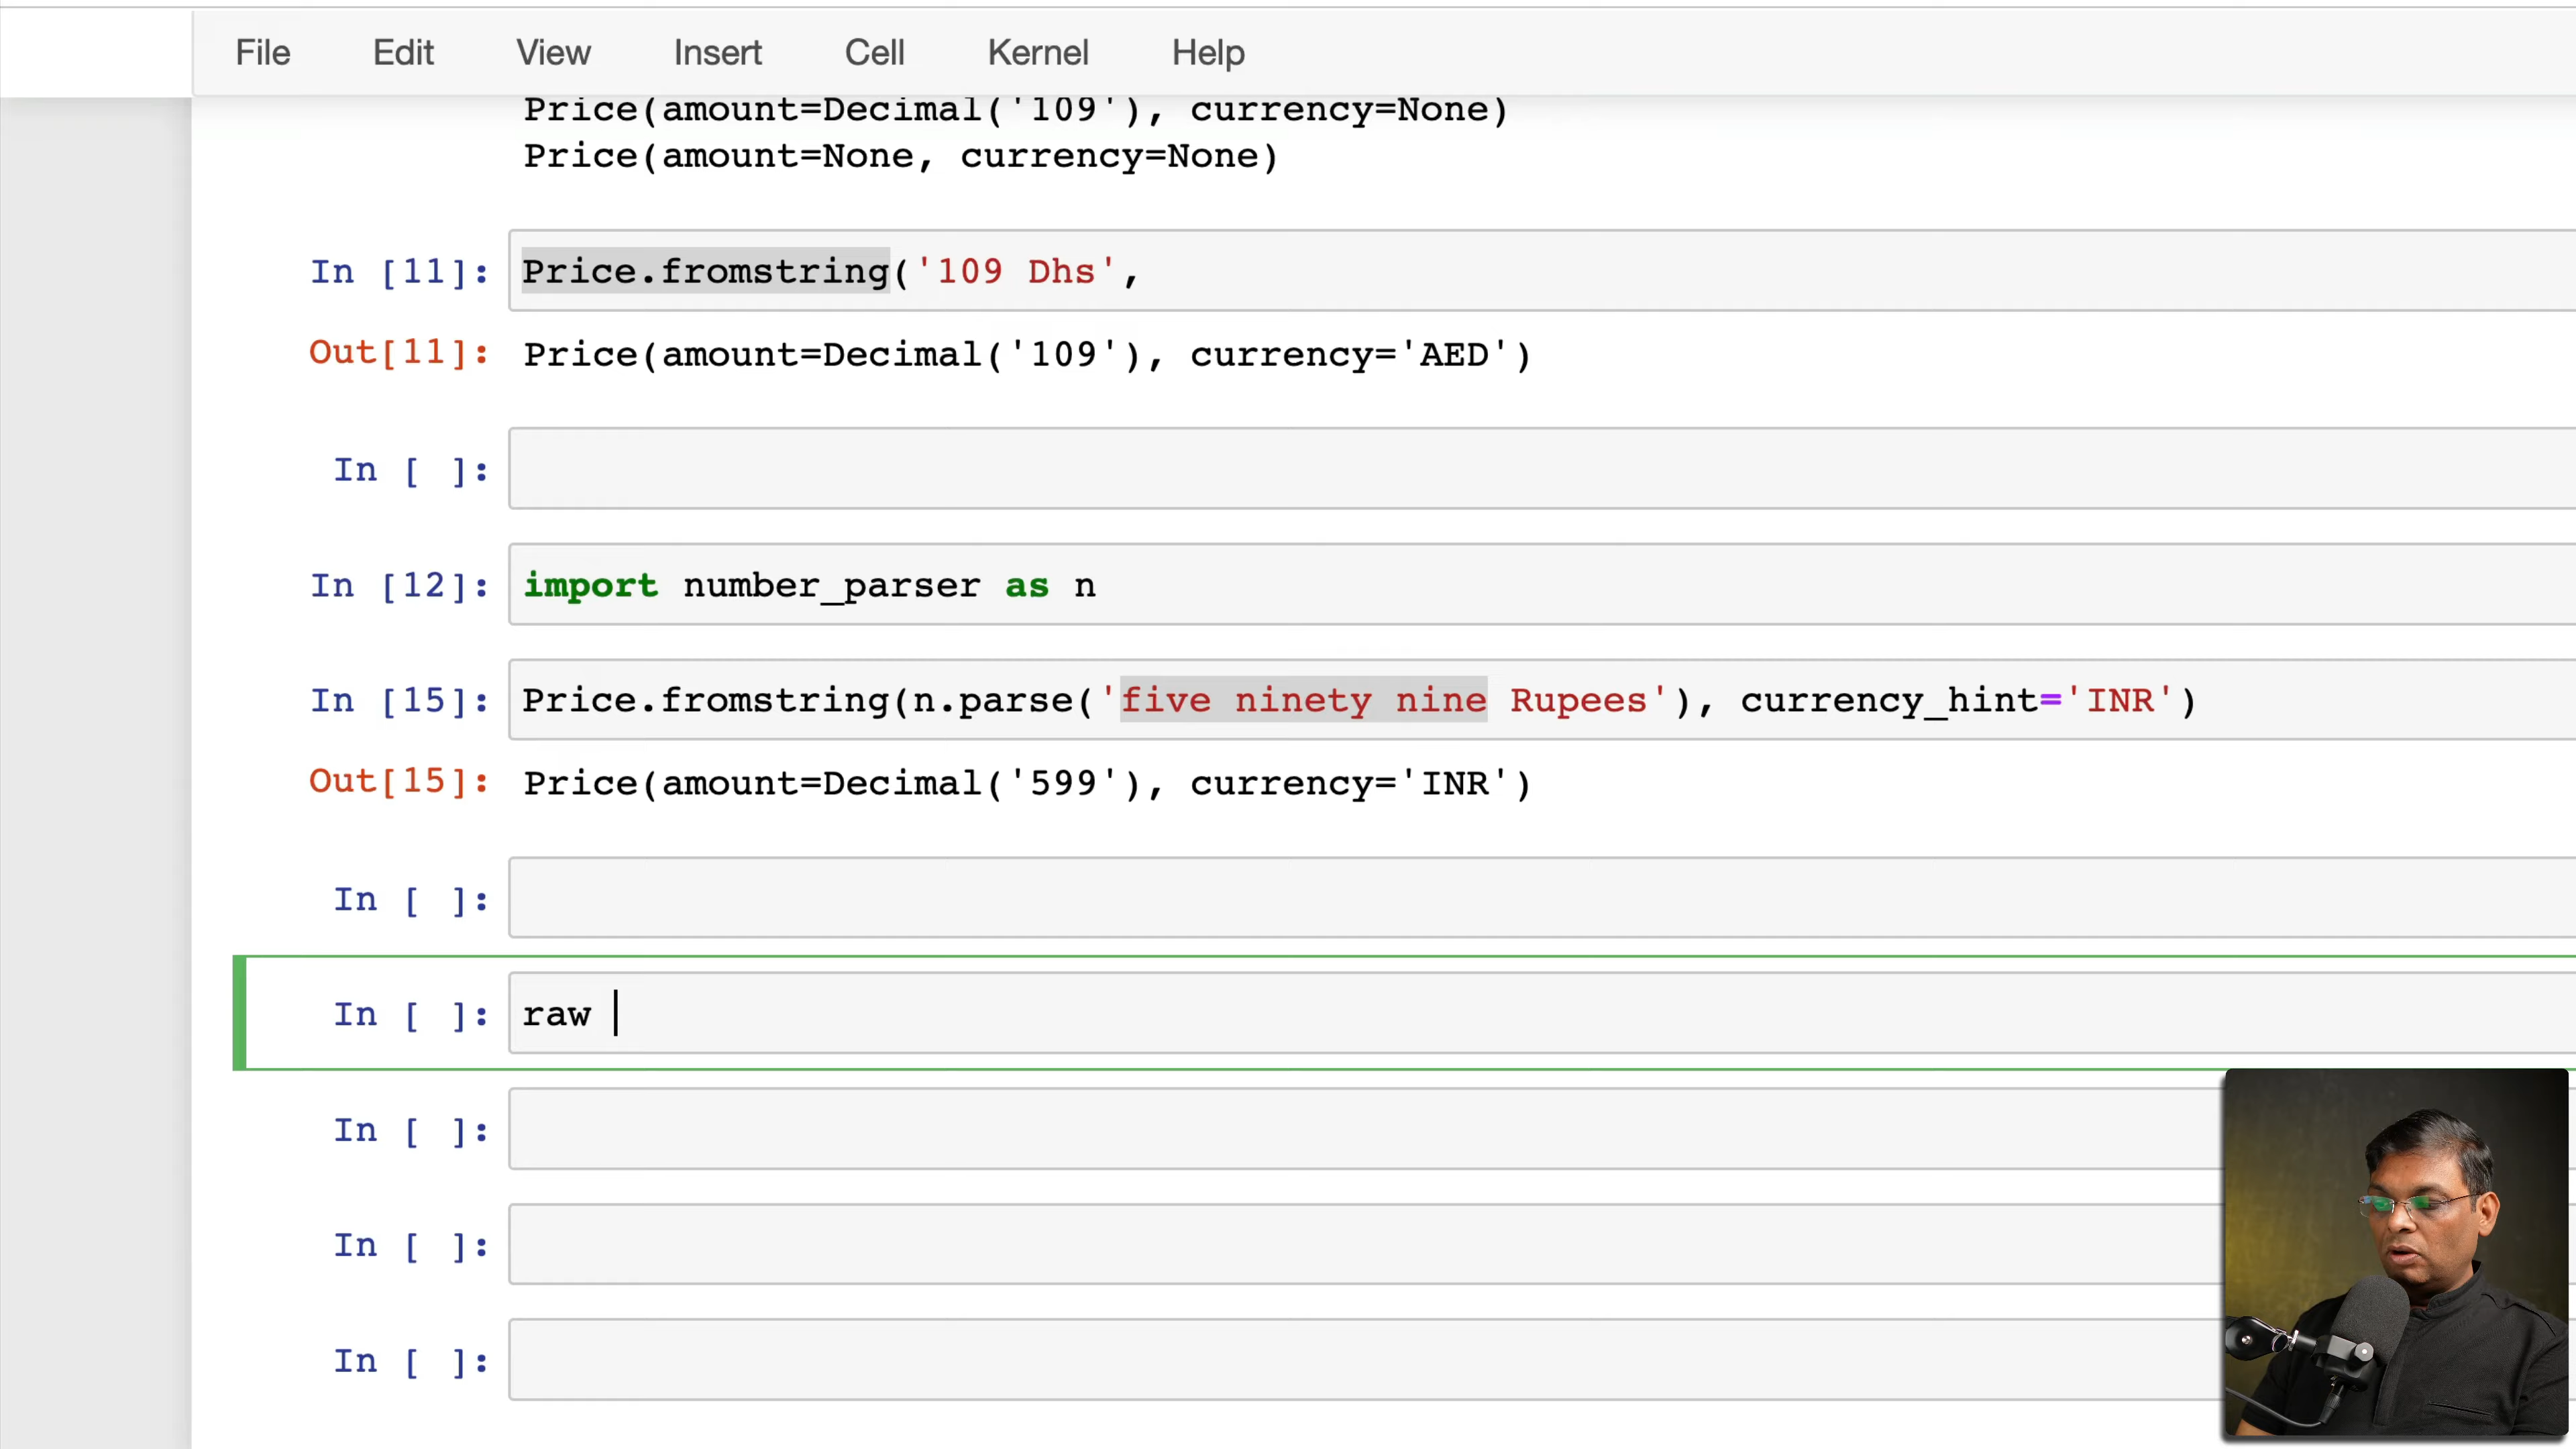 File Edit View Insert Cell Kernel Help
Price(amount=Decimal('109'), currency=None)
Price(amount=None, currency=None)
In [11]: Price.fromstring('109 Dhs',
Out[11]: Price(amount=Decimal('109'), currency='AED')
In [ ]:
In [12]: import number_parser as n
In [15]: Price.fromstring(n.parse('five ninety nine Rupees'), currency_hint='INR')
Out[15]: Price(amount=Decimal('599'), currency='INR')
In [ ]:
In [ ]: raw
In [ ]:
In [ ]:
In [ ]: